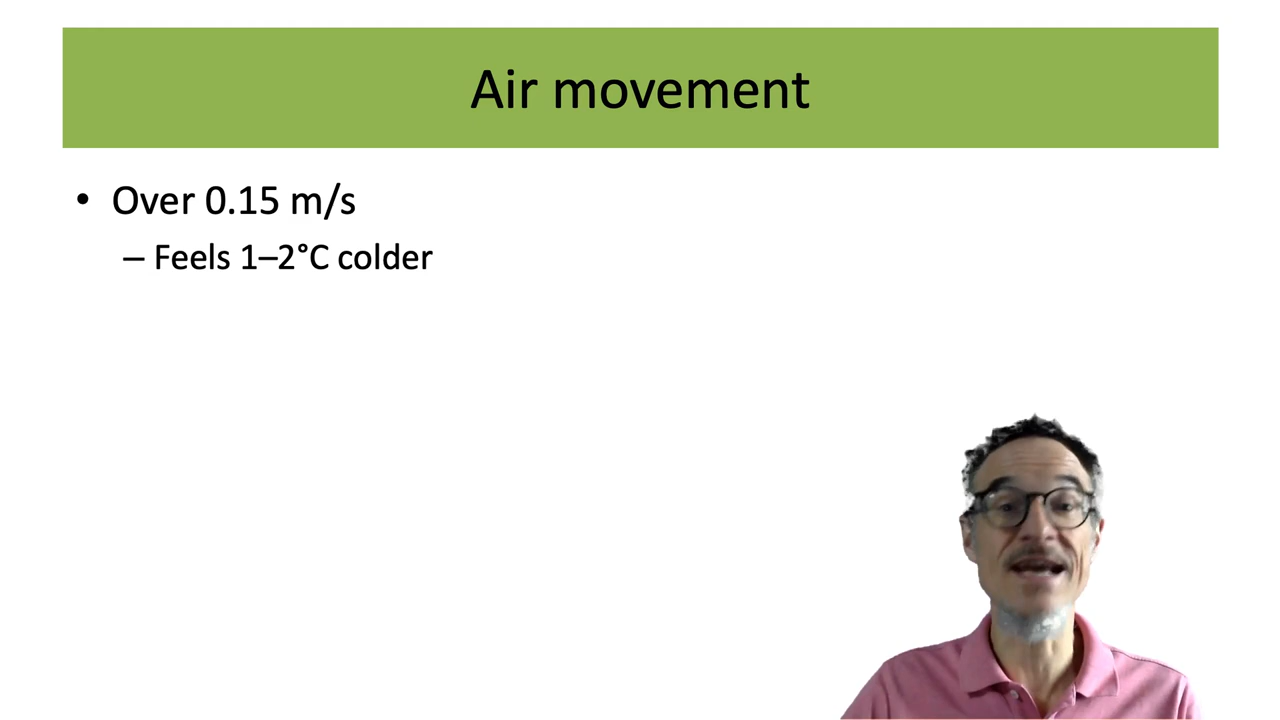 Air movement
• Over 0.15 m/s
– Feels 1–2°C colder